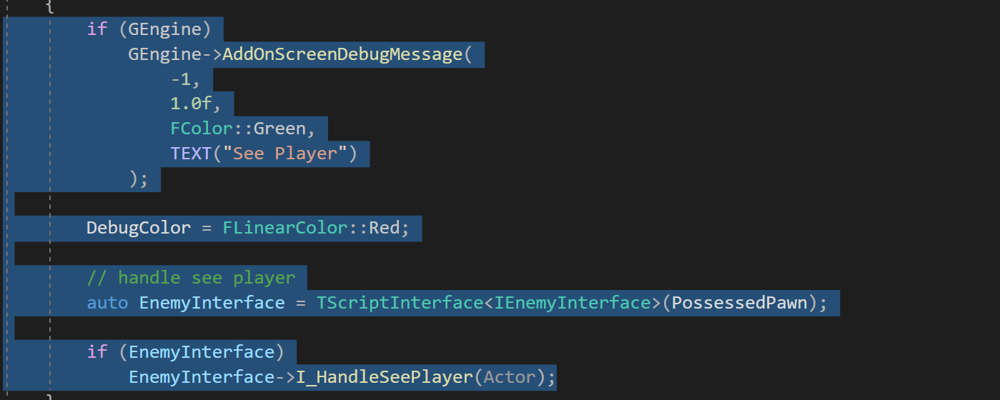 {
if (GEngine)
GEngine->AddOnScreenDebugMessage(
-1,
1.0f,
FColor::Green,
TEXT("See Player")
);
DebugColor = FLinearColor::Red;
// handle see player
auto EnemyInterface = TScriptInterface<IEnemyInterface>(PossessedPawn);
if (EnemyInterface)
EnemyInterface->I_HandleSeePlayer(Actor);
}